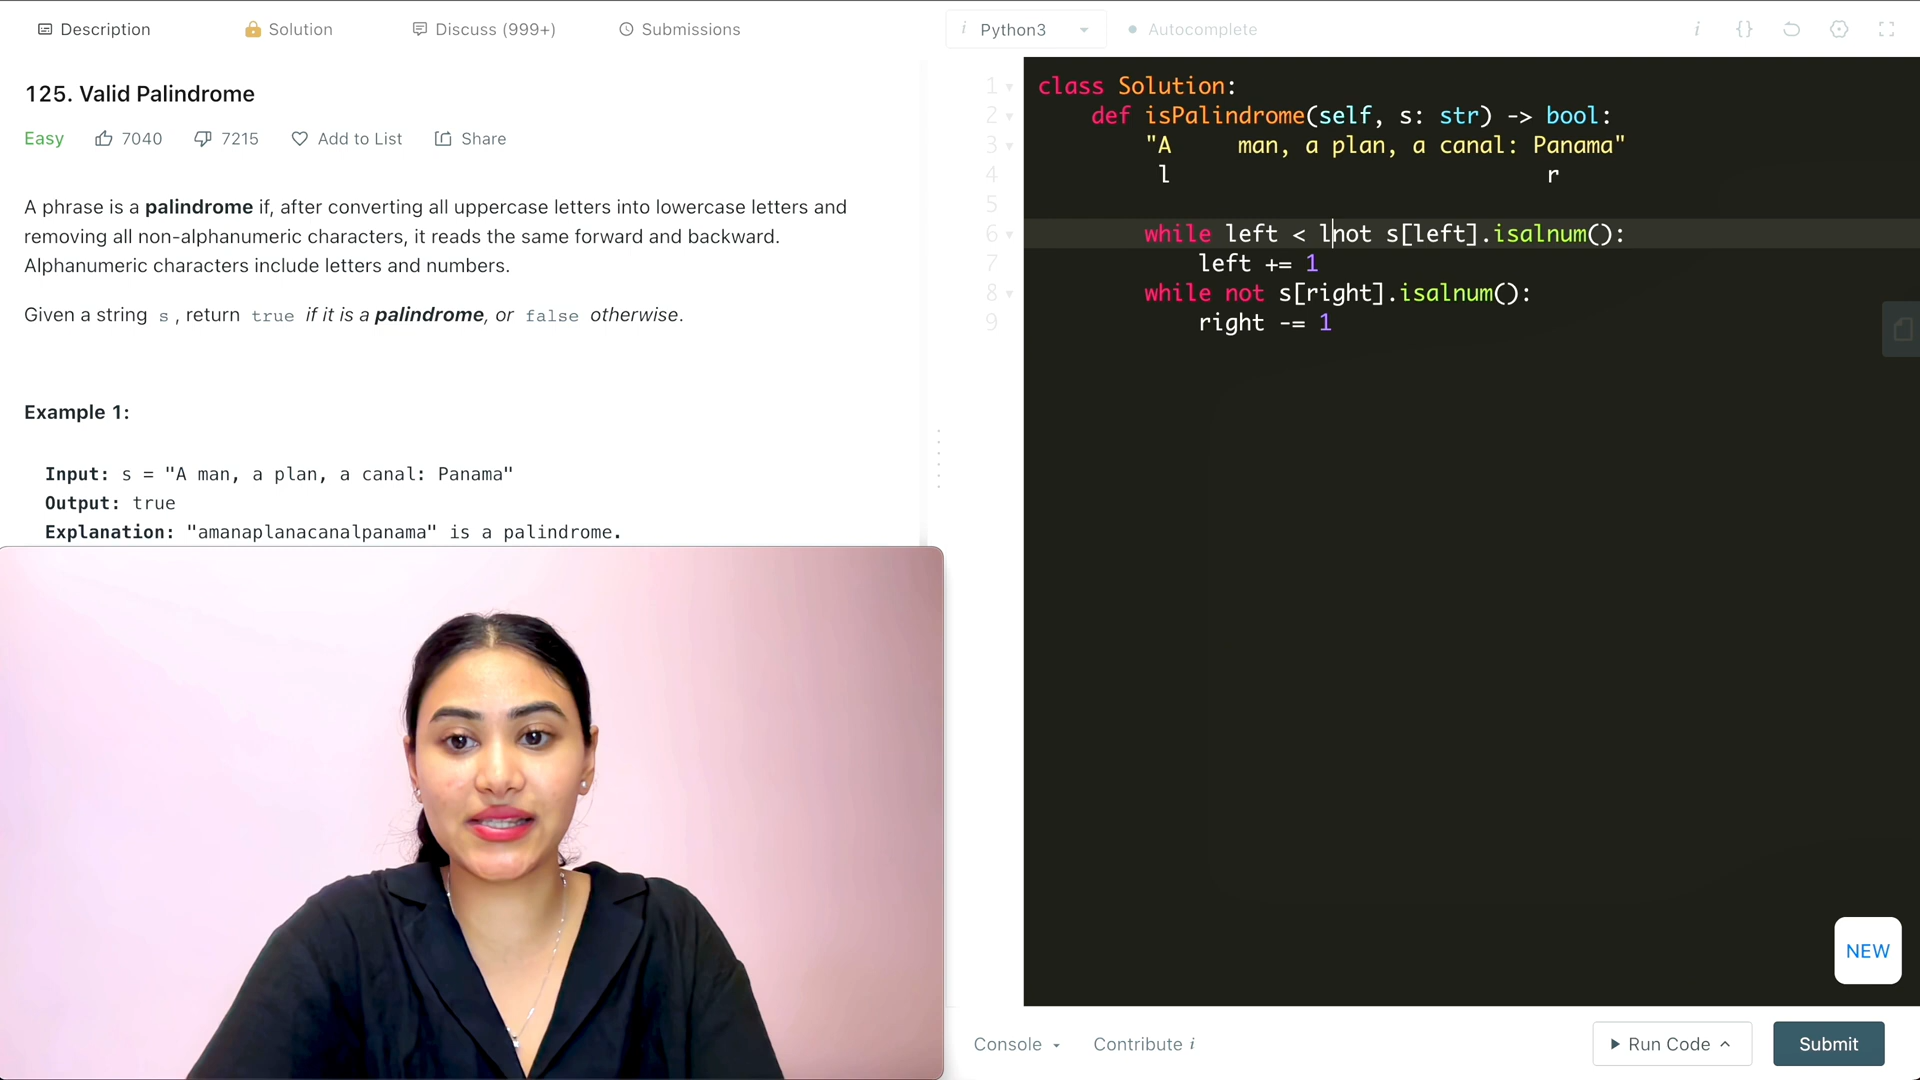 Description
Solution
Discuss (999+)
Submissions
i Python3
Autocomplete
i {}
125. Valid Palindrome
Easy 7040 7215 Add to List Share
A phrase is a palindrome if, after converting all uppercase letters into lowercase letters and
removing all non-alphanumeric characters, it reads the same forward and backward.
Alphanumeric characters include letters and numbers.
Given a string s , return true if it is a palindrome, or false otherwise.
Example 1:
Input: s = "A man, a plan, a canal: Panama"
Output: true
Explanation: "amanaplanacanalpanama" is a palindrome.
1 class Solution:
2 def isPalindrome(self, s: str) -> bool:
3 "A     man, a plan, a canal: Panama"
4 l r
5
6 while left < lnot s[left].isalnum():
7 left += 1
8 while not s[right].isalnum():
9 right -= 1
NEW
Console
Contribute i
Run Code
Submit